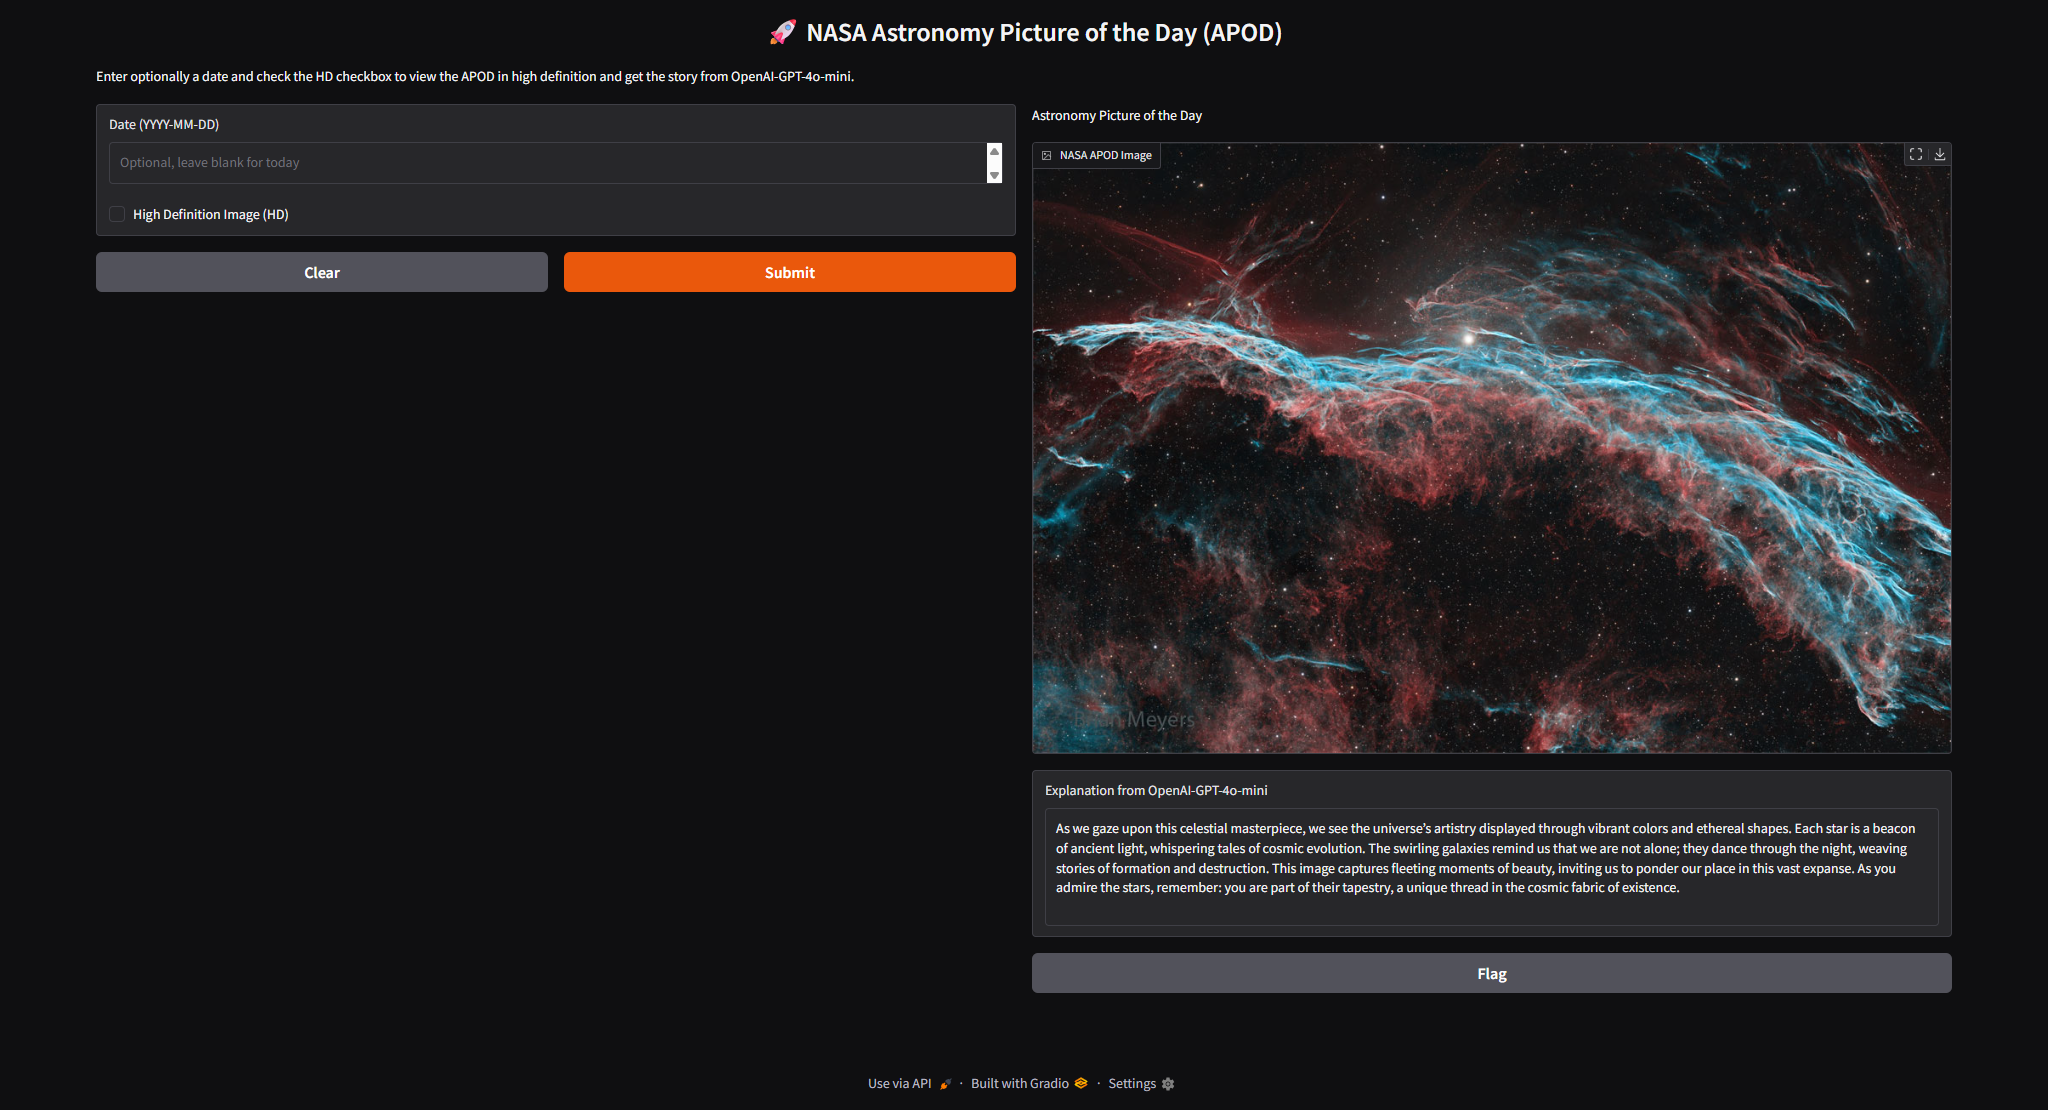 🚀 NASA Astronomy Picture of the Day (APOD)
Enter optionally a date and check the HD checkbox to view the APOD in high definition and get the story from OpenAI-GPT-4o-mini.
Date (YYYY-MM-DD)
Optional, leave blank for today
High Definition Image (HD)
Clear
Submit
Astronomy Picture of the Day
NASA APOD Image
Brian Meyers
Explanation from OpenAI-GPT-4o-mini
As we gaze upon this celestial masterpiece, we see the universe’s artistry displayed through vibrant colors and ethereal shapes. Each star is a beacon
of ancient light, whispering tales of cosmic evolution. The swirling galaxies remind us that we are not alone; they dance through the night, weaving
stories of formation and destruction. This image captures fleeting moments of beauty, inviting us to ponder our place in this vast expanse. As you
admire the stars, remember: you are part of their tapestry, a unique thread in the cosmic fabric of existence.
Flag
Use via API 🚀 · Built with Gradio · Settings ⚙️